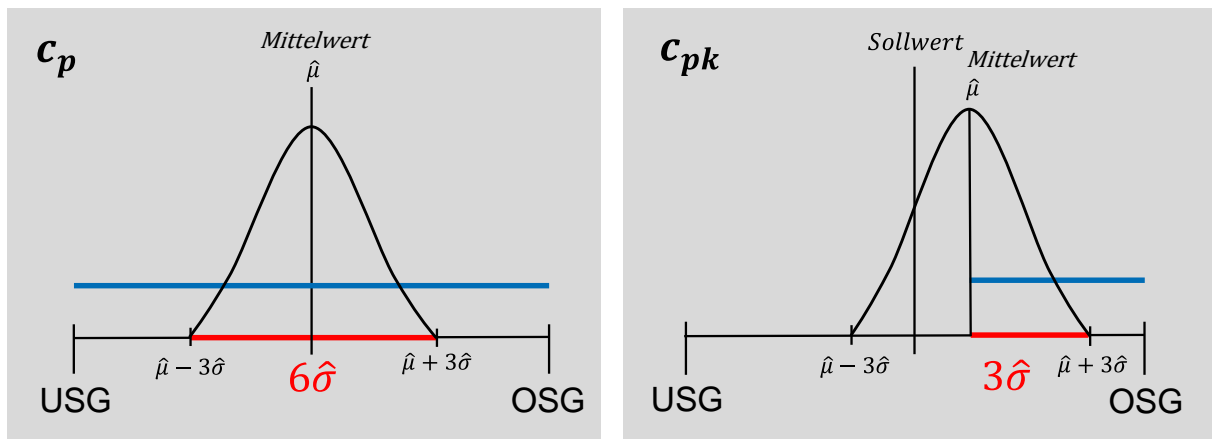 c_p
Mittelwert
μ̂
μ̂ − 3σ̂
6σ̂
μ̂ + 3σ̂
USG
OSG
c_pk
Sollwert
Mittelwert
μ̂
μ̂ − 3σ̂
3σ̂
μ̂ + 3σ̂
USG
OSG